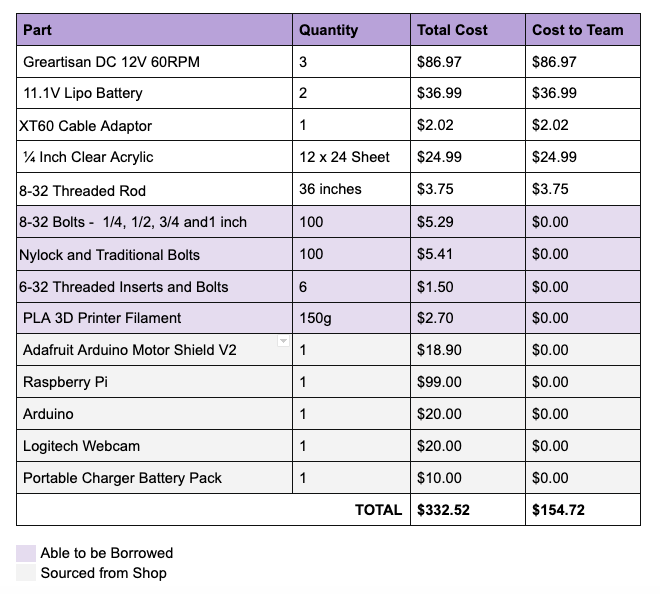 Part Quantity Total Cost Cost to Team
Greartisan DC 12V 60RPM 3 $86.97 $86.97
11.1V Lipo Battery 2 $36.99 $36.99
XT60 Cable Adaptor 1 $2.02 $2.02
¼ Inch Clear Acrylic 12 x 24 Sheet $24.99 $24.99
8-32 Threaded Rod 36 inches $3.75 $3.75
8-32 Bolts - 1/4, 1/2, 3/4 and1 inch 100 $5.29 $0.00
Nylock and Traditional Bolts 100 $5.41 $0.00
6-32 Threaded Inserts and Bolts 6 $1.50 $0.00
PLA 3D Printer Filament 150g $2.70 $0.00
Adafruit Arduino Motor Shield V2 1 $18.90 $0.00
Raspberry Pi 1 $99.00 $0.00
Arduino 1 $20.00 $0.00
Logitech Webcam 1 $20.00 $0.00
Portable Charger Battery Pack 1 $10.00 $0.00
TOTAL $332.52 $154.72
Able to be Borrowed
Sourced from Shop